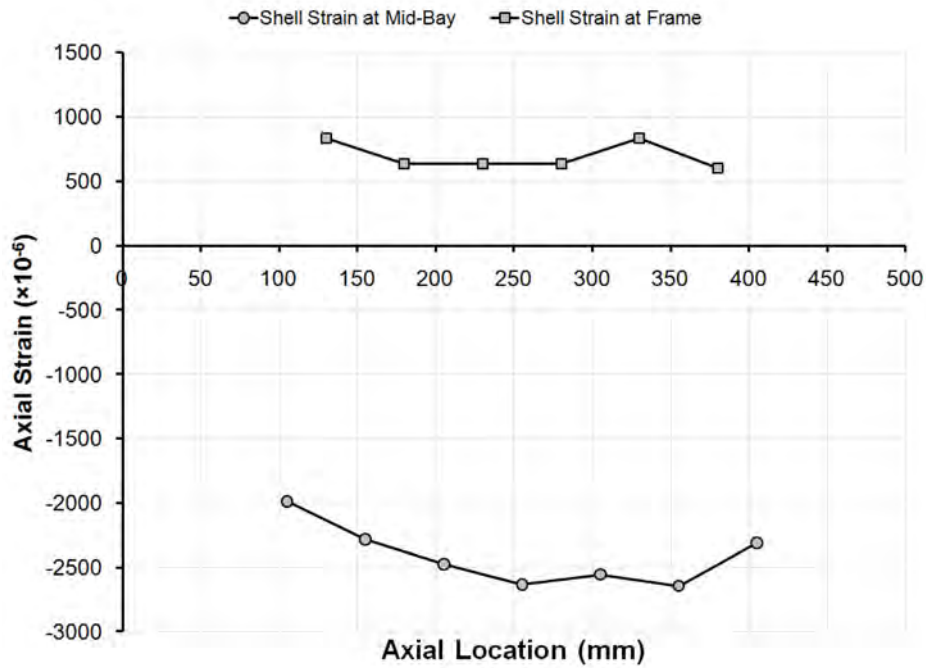 Shell Strain at Mid-Bay Shell Strain at Frame
1500
1000
500
0
0 50 100 150 200 250 300 350 400 450 500
-500
-1000
-1500
-2000
-2500
-3000
Axial Strain (×10⁻⁶)
Axial Location (mm)